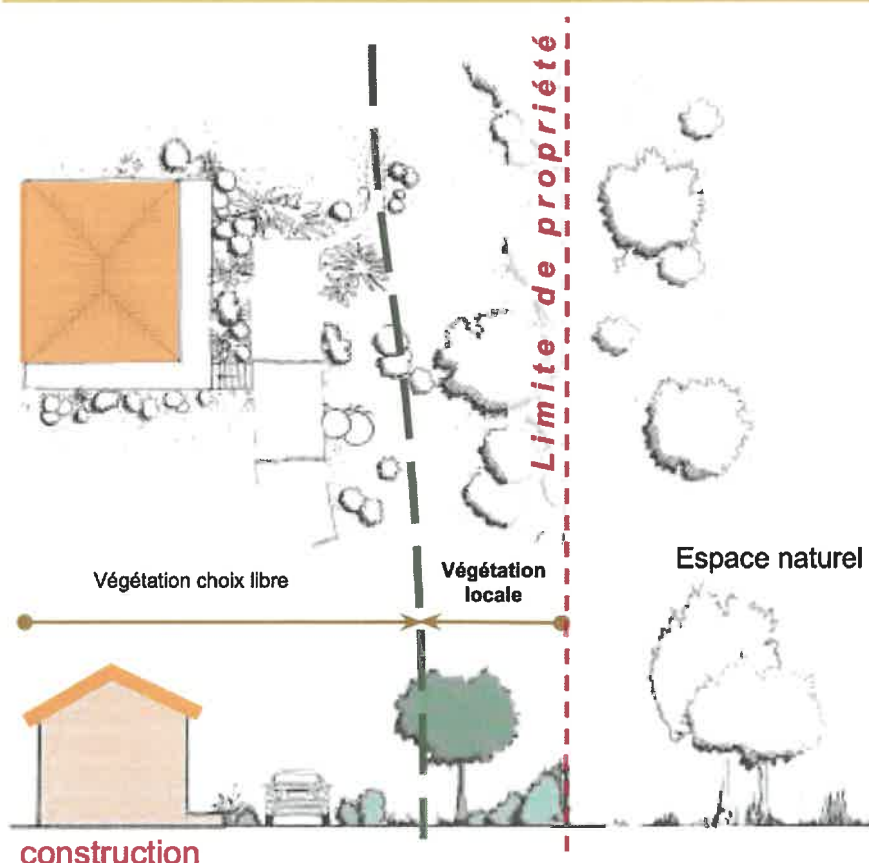 Limite de propriété
Espace naturel
Végétation choix libre
Végétation
locale
construction